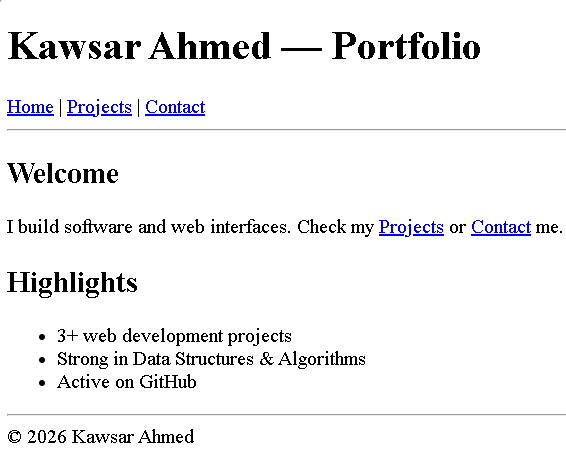 Kawsar Ahmed — Portfolio
Home | Projects | Contact
Welcome
I build software and web interfaces. Check my Projects or Contact me.
Highlights
• 3+ web development projects
• Strong in Data Structures & Algorithms
• Active on GitHub
© 2026 Kawsar Ahmed